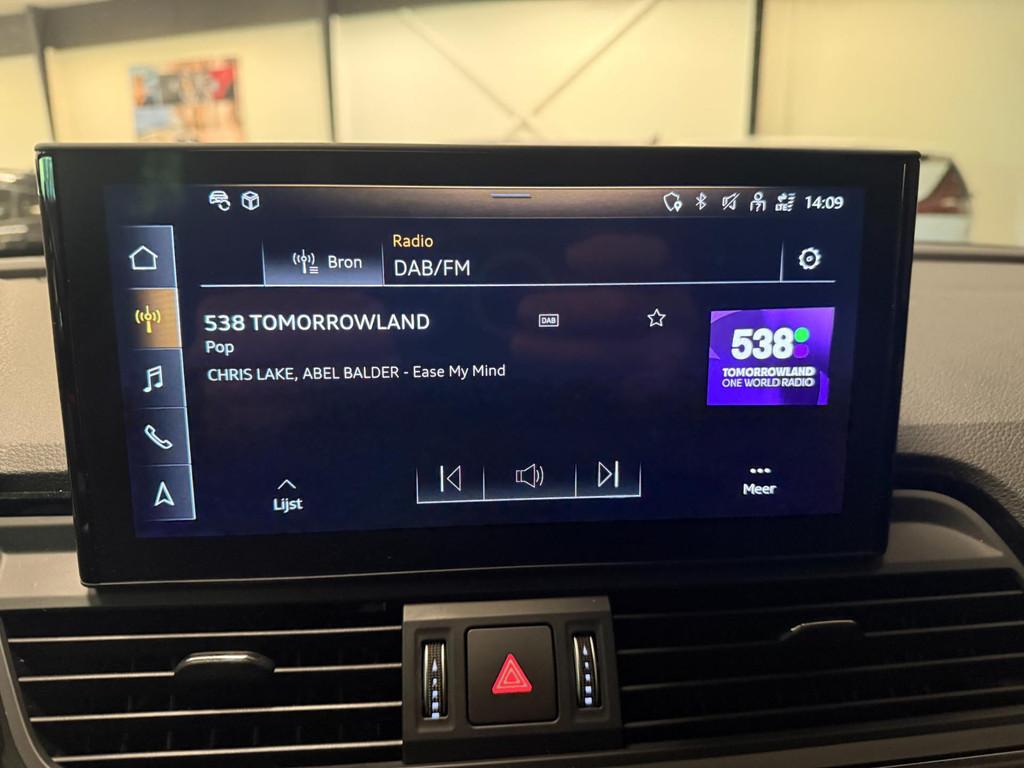 LTE
14:09
Bron
Radio
DAB/FM
538 TOMORROWLAND
DAB
Pop
CHRIS LAKE, ABEL BALDER - Ease My Mind
538
TOMORROWLAND
ONE WORLD RADIO
Lijst
Meer